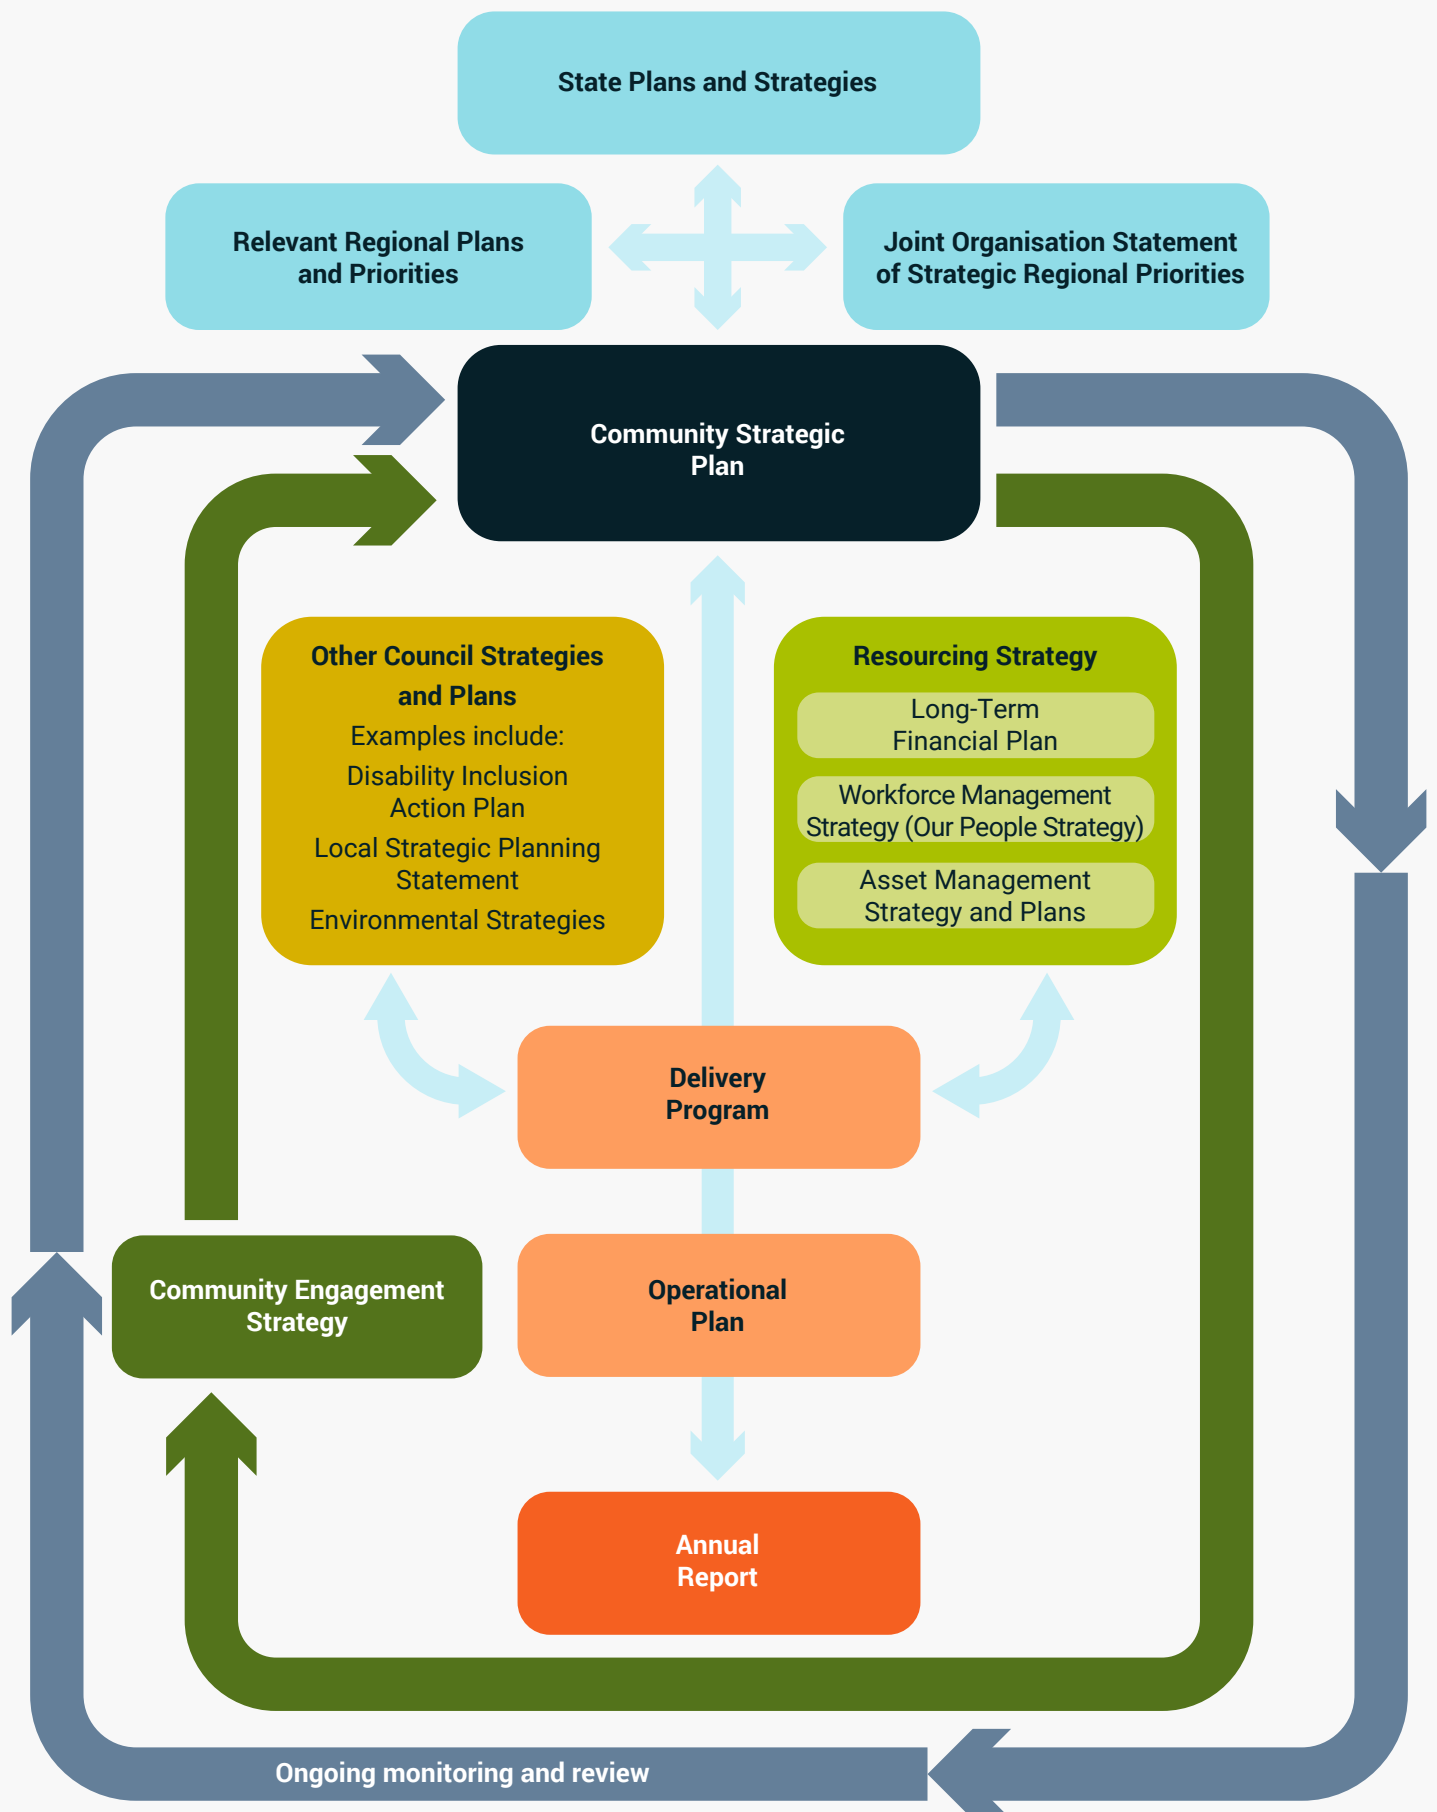 State Plans and Strategies
Relevant Regional Plans
and Priorities
Joint Organisation Statement
of Strategic Regional Priorities
Community Strategic
Plan
Other Council Strategies
and Plans
Examples include:
Disability Inclusion
Action Plan
Local Strategic Planning
Statement
Environmental Strategies
Resourcing Strategy
Long-Term
Financial Plan
Workforce Management
Strategy (Our People Strategy)
Asset Management
Strategy and Plans
Delivery
Program
Community Engagement
Strategy
Operational
Plan
Annual
Report
Ongoing monitoring and review